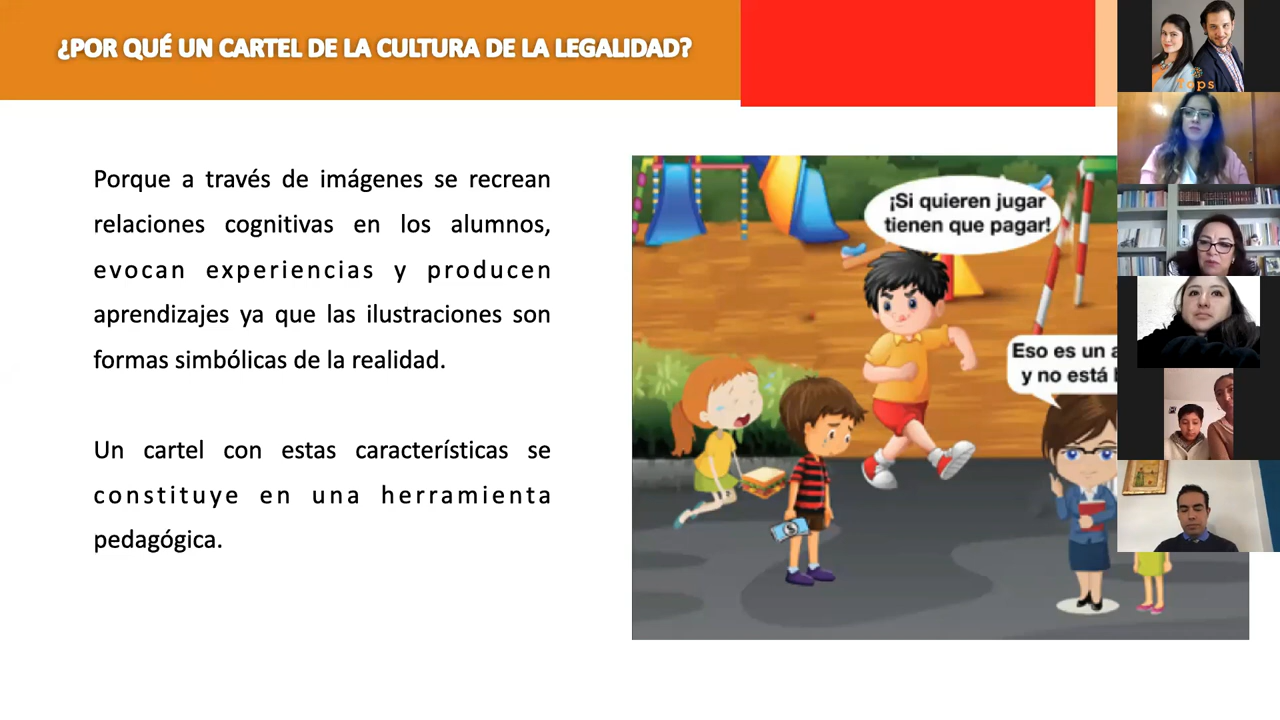 ¿POR QUÉ UN CARTEL DE LA CULTURA DE LA LEGALIDAD?
Porque a través de imágenes se recrean
relaciones cognitivas en los alumnos,
evocan experiencias y producen
aprendizajes ya que las ilustraciones son
formas simbólicas de la realidad.
Un cartel con estas características se
constituye en una herramienta
pedagógica.
¡Si quieren jugar
tienen que pagar!
Eso es un
y no está